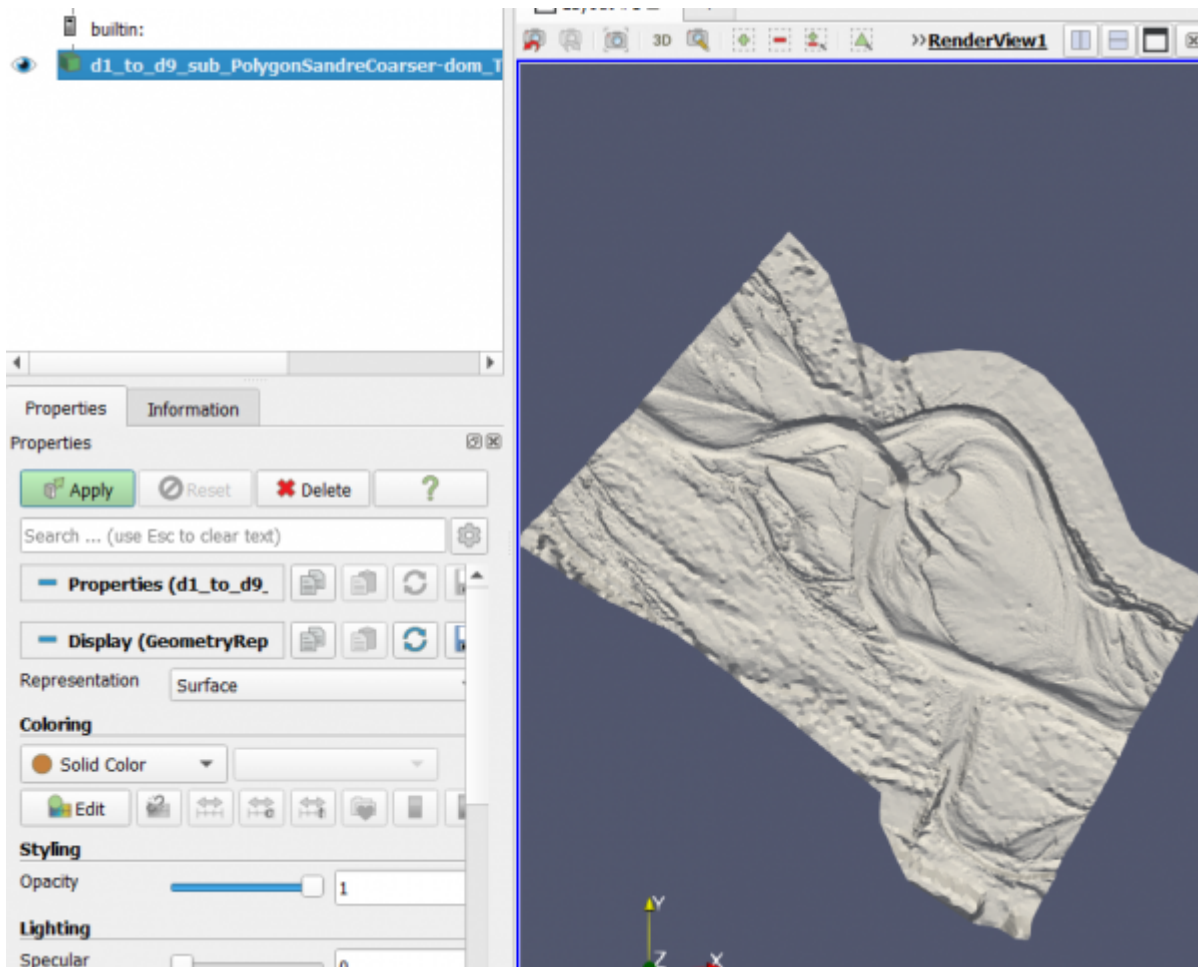 builtin:
d1_to_d9_sub_PolygonSandreCoarser-dom_T
3D
>>RenderView1
Properties
Information
Properties
Apply
Reset
Delete
?
Search ... (use Esc to clear text)
Properties (d1_to_d9_
Display (GeometryRep
Representation
Surface
Coloring
Solid Color
Edit
Styling
Opacity
1
Lighting
Specular
0
Y
Z
X